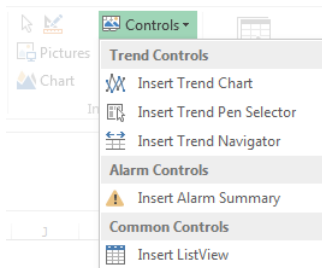 Controls
Pictures
Chart
In
J
Trend Controls
Insert Trend Chart
Insert Trend Pen Selector
Insert Trend Navigator
Alarm Controls
Insert Alarm Summary
Common Controls
Insert ListView